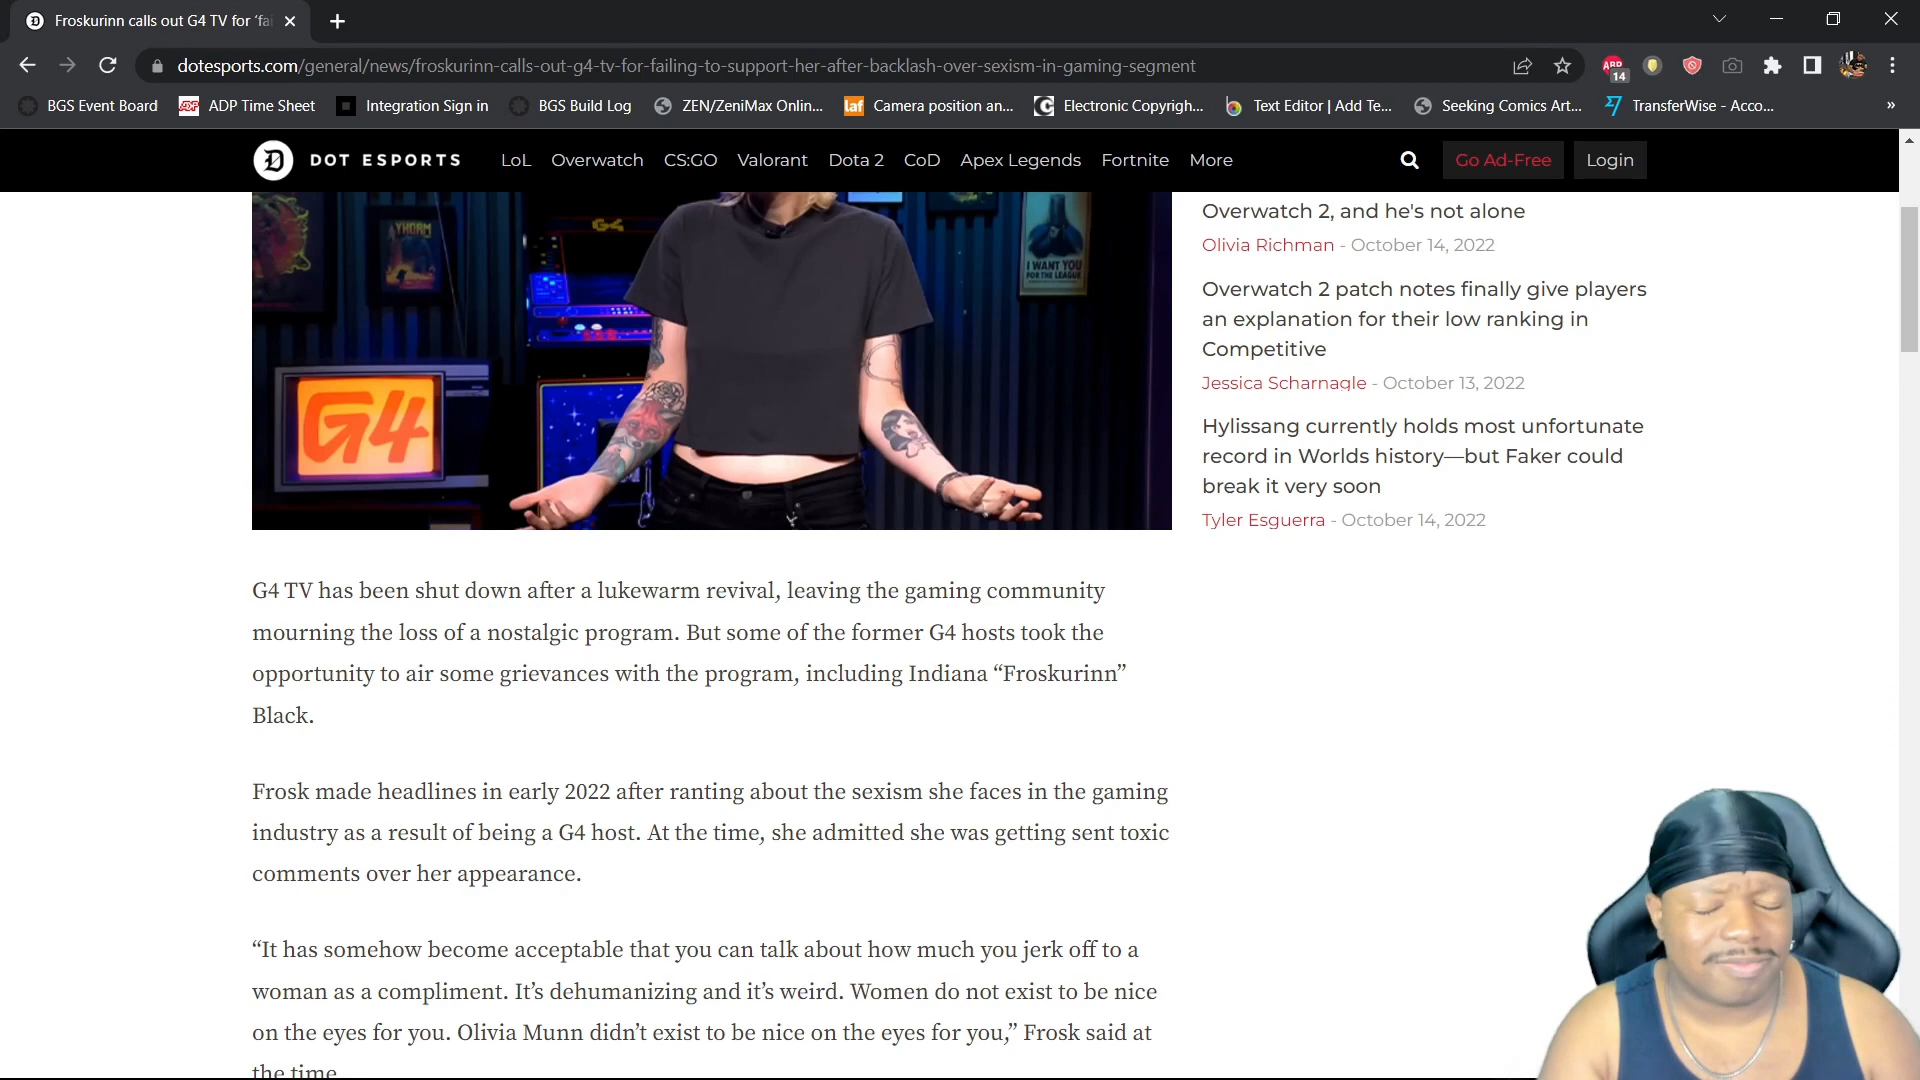 Froskurinn calls out G4 TV for 'fai
dotesports.com/general/news/froskurinn-calls-out-g4-tv-for-failing-to-support-her-after-backlash-over-sexism-in-gaming-segment
ABP
14
BGS Event Board
ADP Time Sheet
Integration Sign in
BGS Build Log
ZEN/ZeniMax Onlin...
laf
Camera position an...
Electronic Copyrigh...
Text Editor | Add Te...
Seeking Comics Art...
TransferWise - Acco...
»
DOT ESPORTS
LoL
Overwatch
CS:GO
Valorant
Dota 2
CoD
Apex Legends
Fortnite
More
Go Ad-Free
Login
YHORM
G4
I WANT YOU
FOR THE LEAGUE
G4
Overwatch 2, and he's not alone
Olivia Richman - October 14, 2022
Overwatch 2 patch notes finally give players
an explanation for their low ranking in
Competitive
Jessica Scharnagle - October 13, 2022
Hylissang currently holds most unfortunate
record in Worlds history—but Faker could
break it very soon
Tyler Esguerra - October 14, 2022
G4 TV has been shut down after a lukewarm revival, leaving the gaming community
mourning the loss of a nostalgic program. But some of the former G4 hosts took the
opportunity to air some grievances with the program, including Indiana “Froskurinn”
Black.
Frosk made headlines in early 2022 after ranting about the sexism she faces in the gaming
industry as a result of being a G4 host. At the time, she admitted she was getting sent toxic
comments over her appearance.
“It has somehow become acceptable that you can talk about how much you jerk off to a
woman as a compliment. It’s dehumanizing and it’s weird. Women do not exist to be nice
on the eyes for you. Olivia Munn didn’t exist to be nice on the eyes for you,” Frosk said at
the time